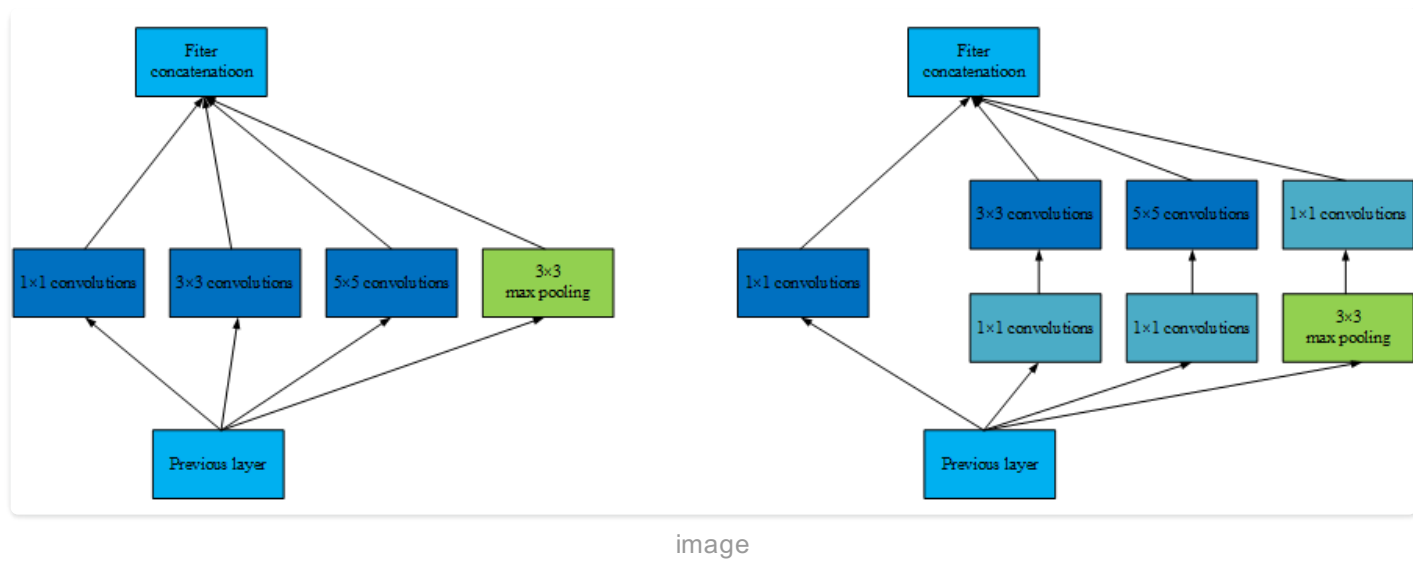 Fiter
concatenatioon
1×1 convolutions
3×3 convolutions
5×5 convolutions
3×3
max pooling
Previous layer
Fiter
concatenatioon
3×3 convolutions
5×5 convolutions
1×1 convolutions
1×1 convolutions
1×1 convolutions
1×1 convolutions
3×3
max pooling
Previous layer
image